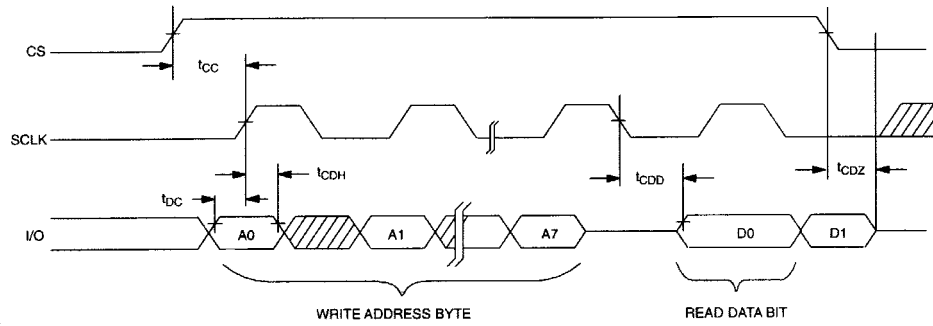 CS
tCC
SCLK
tCDH
tCDD
tCDZ
tDC
I/O
A0 A1 A7 D0 D1
WRITE ADDRESS BYTE READ DATA BIT